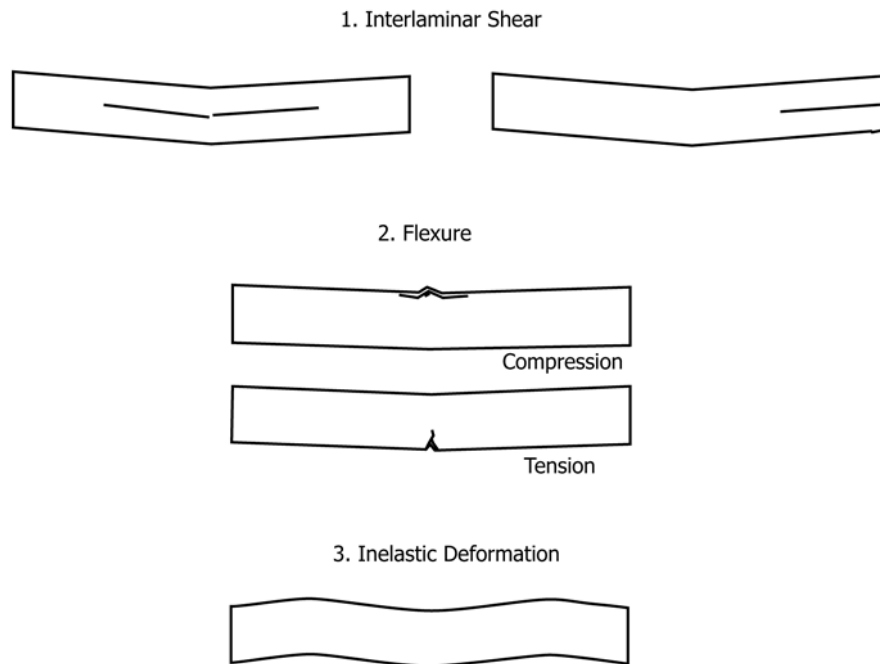 1. Interlaminar Shear
2. Flexure
Compression
Tension
3. Inelastic Deformation